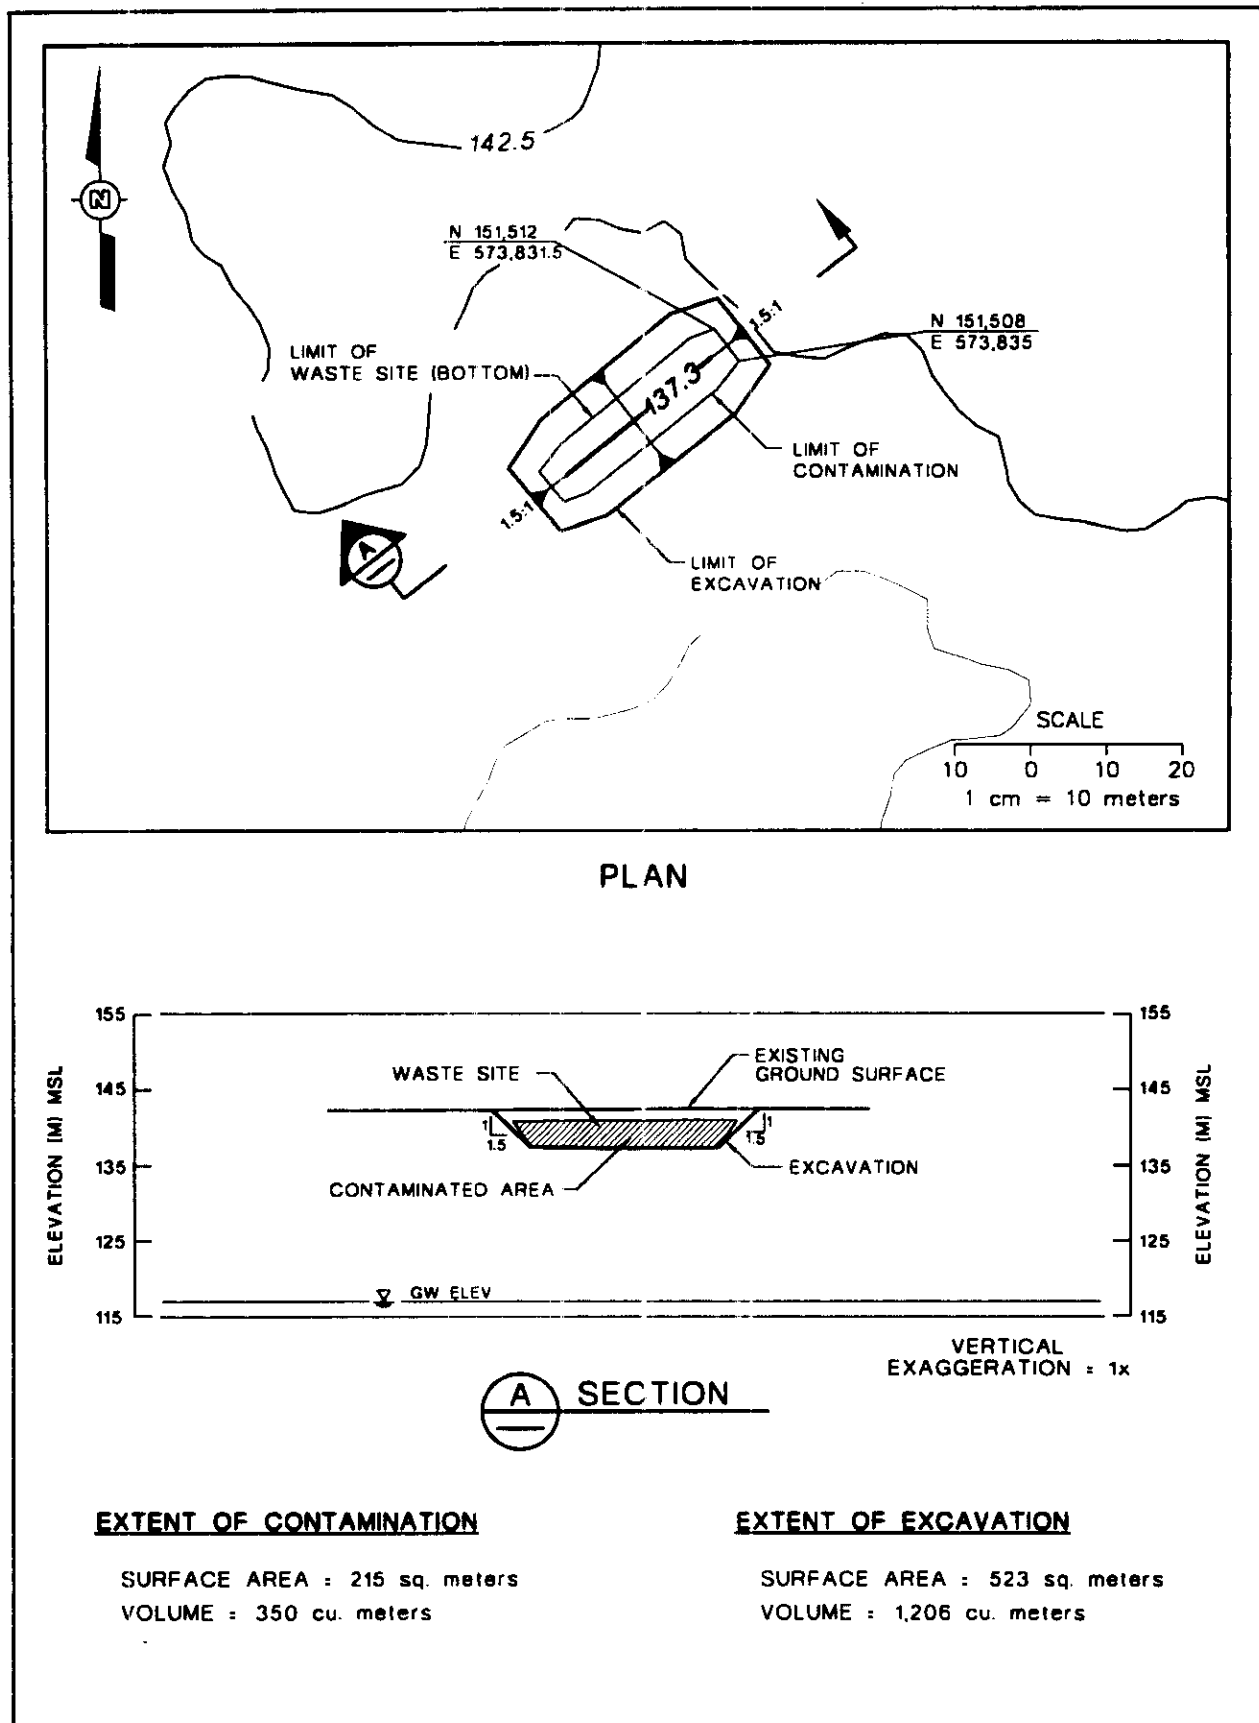 142.5
N
N 151,512
E 573,831.5
1.5:1
N 151,508
E 573,835
LIMIT OF
WASTE SITE (BOTTOM)
137.3
LIMIT OF
CONTAMINATION
1.5:1
A
LIMIT OF
EXCAVATION
SCALE
10 0 10 20
1 cm = 10 meters
PLAN
155 155
EXISTING
GROUND SURFACE
WASTE SITE
145 145
1 1
1.5 1.5
135 135
EXCAVATION
CONTAMINATED AREA
ELEVATION (M) MSL ELEVATION (M) MSL
125 125
GW ELEV
115 115
VERTICAL
EXAGGERATION = 1x
A SECTION
EXTENT OF CONTAMINATION
SURFACE AREA = 215 sq. meters
VOLUME = 350 cu. meters
EXTENT OF EXCAVATION
SURFACE AREA = 523 sq. meters
VOLUME = 1,206 cu. meters